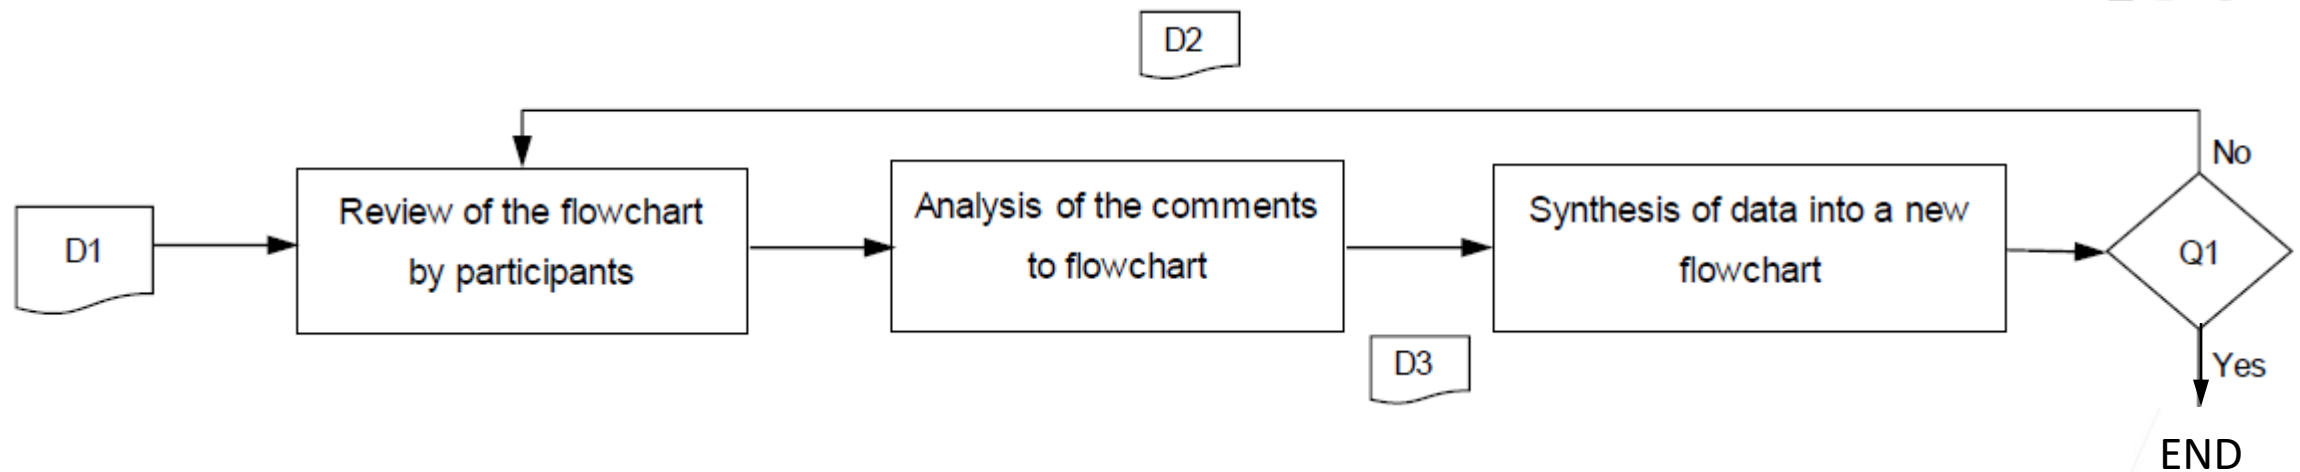 D2
No
D1
Review of the flowchart
by participants
Analysis of the comments
to flowchart
Synthesis of data into a new
flowchart
Q1
D3
Yes
END